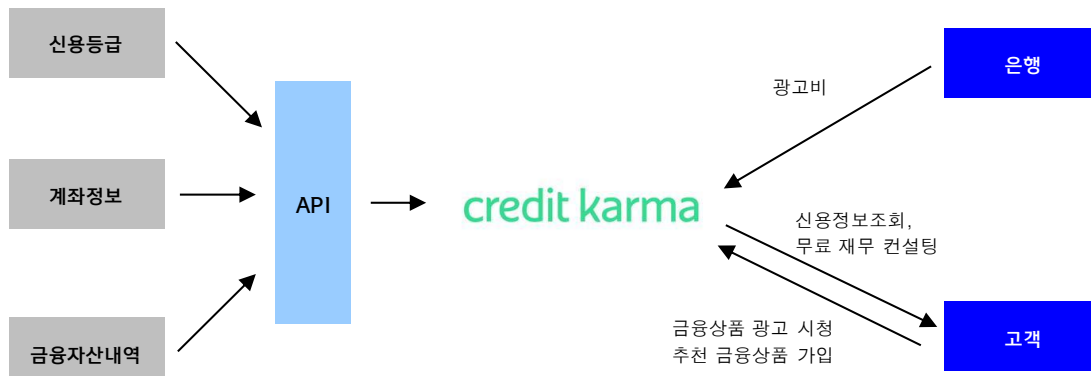 신용등급
계좌정보
금융자산내역
API
credit karma
광고비
은행
신용정보조회,
무료 재무 컨설팅
금융상품 광고 시청
추천 금융상품 가입
고객